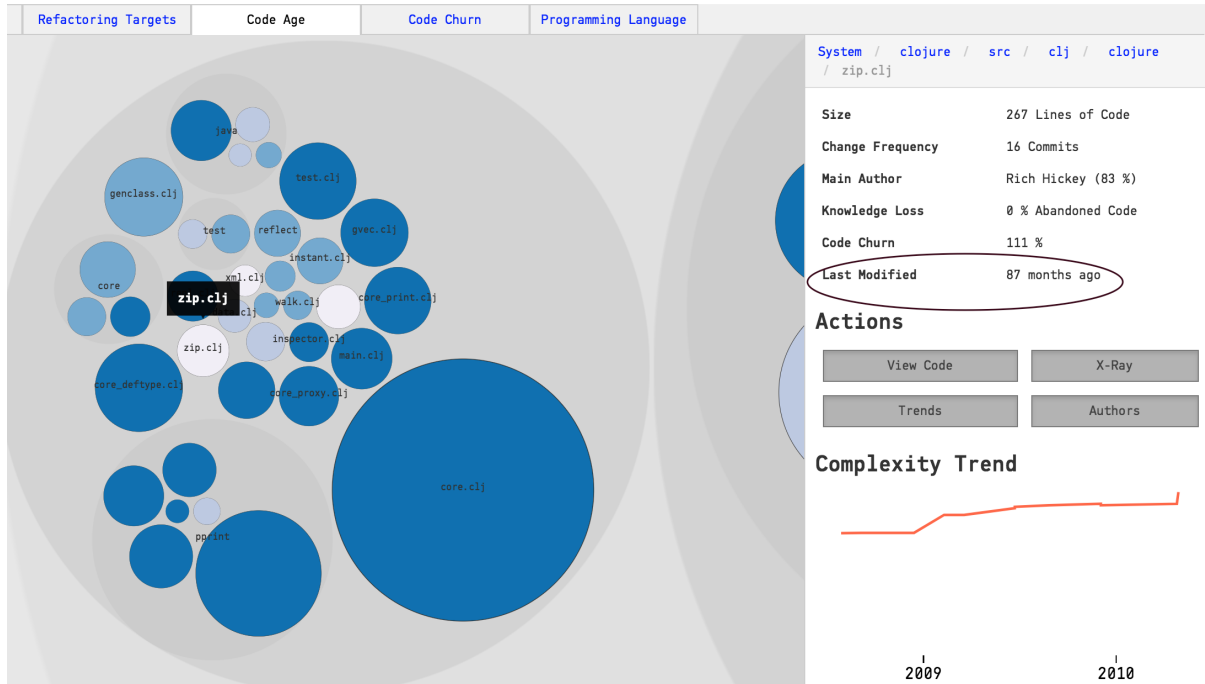 Refactoring Targets
Code Age
Code Churn
Programming Language
System / clojure / src / clj / clojure
/ zip.clj
Size 267 Lines of Code
Change Frequency 16 Commits
Main Author Rich Hickey (83 %)
Knowledge Loss 0 % Abandoned Code
Code Churn 111 %
Last Modified 87 months ago
Actions
View Code
X-Ray
Trends
Authors
Complexity Trend
2009
2010
java
genclass.clj
test.clj
test
reflect
gvec.clj
instant.clj
core
xml.clj
zip.clj
walk.clj
core_print.clj
zip.clj
inspector.clj
main.clj
core_deftype.clj
core_proxy.clj
core.clj
pprint